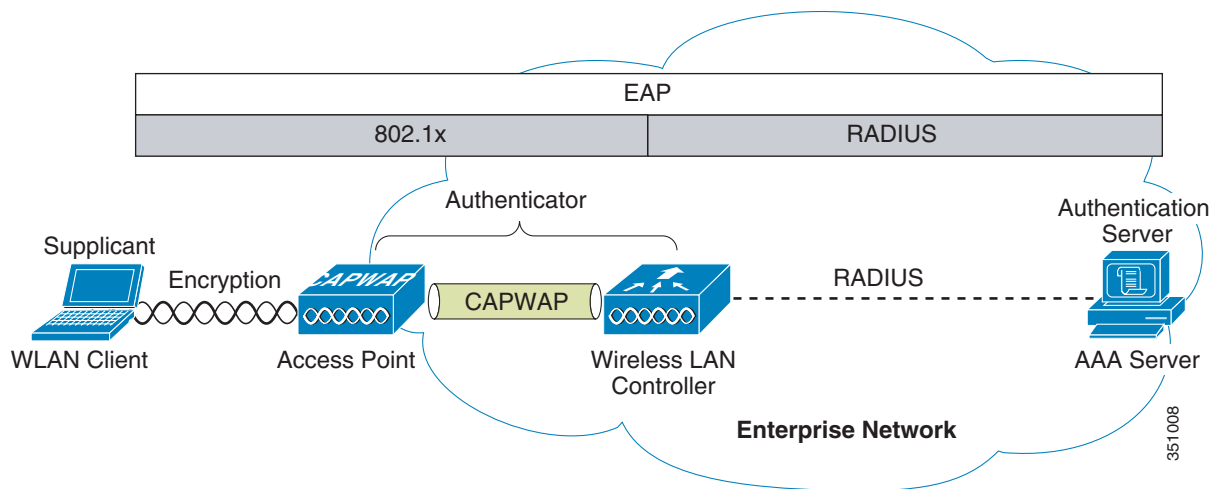 EAP
802.1x
RADIUS
Authenticator
Authentication
Server
Supplicant
Encryption
CAPWAP
CAPWAP
RADIUS
WLAN Client
Access Point
Wireless LAN
Controller
AAA Server
Enterprise Network
351008